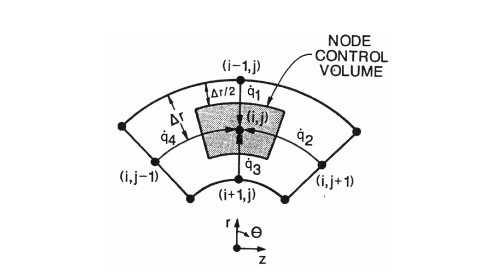 NODE
CONTROL
VOLUME
(i-1,j)
Δr/2
q̇1
Δr
(i,j)
q̇4
q̇2
q̇3
(i,j-1)
(i+1,j)
(i,j+1)
r
θ
z